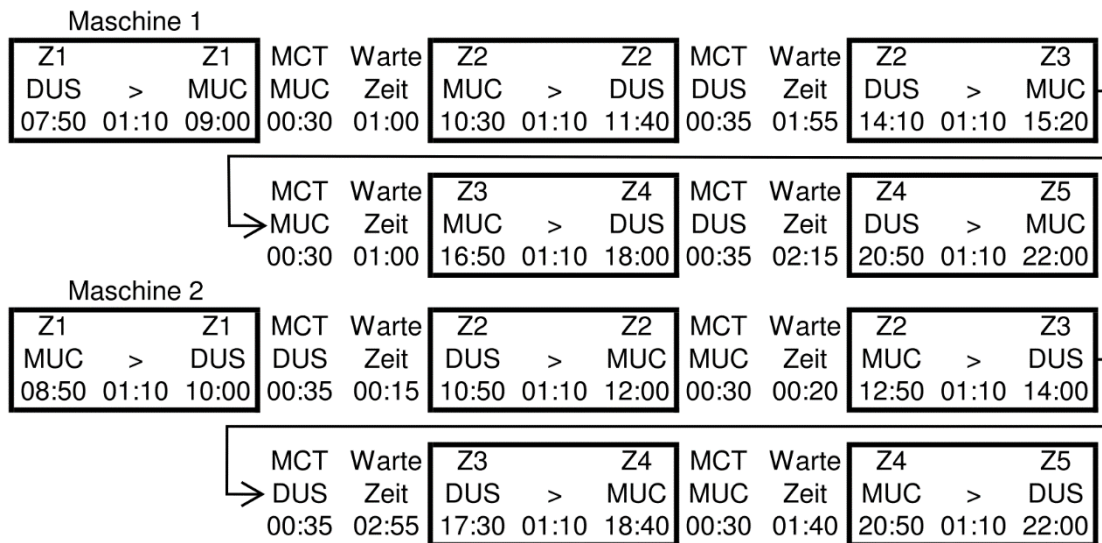 Maschine 1
Z1 Z1 MCT Warte Z2 Z2 MCT Warte Z2 Z3
DUS > MUC MUC Zeit MUC > DUS DUS Zeit DUS > MUC
07:50 01:10 09:00 00:30 01:00 10:30 01:10 11:40 00:35 01:55 14:10 01:10 15:20
MCT Warte Z3 Z4 MCT Warte Z4 Z5
MUC Zeit MUC > DUS DUS Zeit DUS > MUC
00:30 01:00 16:50 01:10 18:00 00:35 02:15 20:50 01:10 22:00
Maschine 2
Z1 Z1 MCT Warte Z2 Z2 MCT Warte Z2 Z3
MUC > DUS DUS Zeit DUS > MUC MUC Zeit MUC > DUS
08:50 01:10 10:00 00:35 00:15 10:50 01:10 12:00 00:30 00:20 12:50 01:10 14:00
MCT Warte Z3 Z4 MCT Warte Z4 Z5
DUS Zeit DUS > MUC MUC Zeit MUC > DUS
00:35 02:55 17:30 01:10 18:40 00:30 01:40 20:50 01:10 22:00